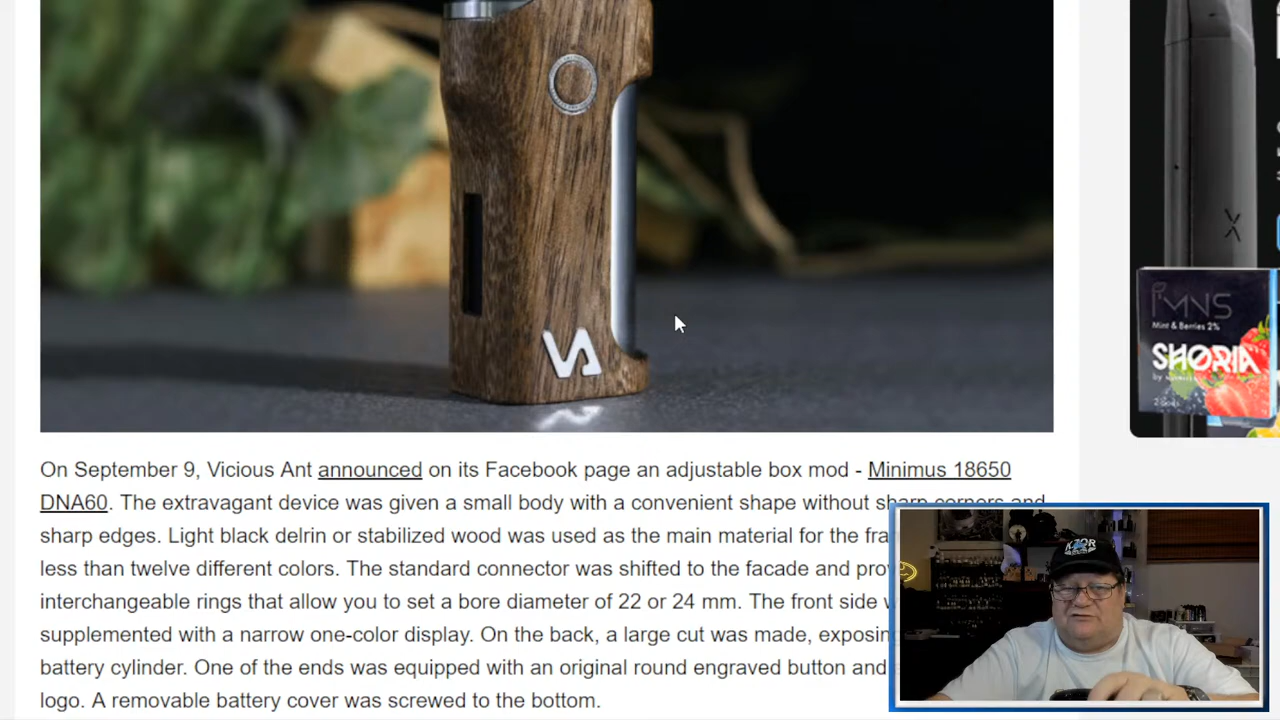 VA
On September 9, Vicious Ant announced on its Facebook page an adjustable box mod - Minimus 18650
DNA60. The extravagant device was given a small body with a convenient shape without sharp corners and
sharp edges. Light black delrin or stabilized wood was used as the main material for the
less than twelve different colors. The standard connector was shifted to the facade and
interchangeable rings that allow you to set a bore diameter of 22 or 24 mm. The front side
supplemented with a narrow one-color display. On the back, a large cut was made,
battery cylinder. One of the ends was equipped with an original round engraved button and
logo. A removable battery cover was screwed to the bottom.
Mint & Berries 2%
SHORIA